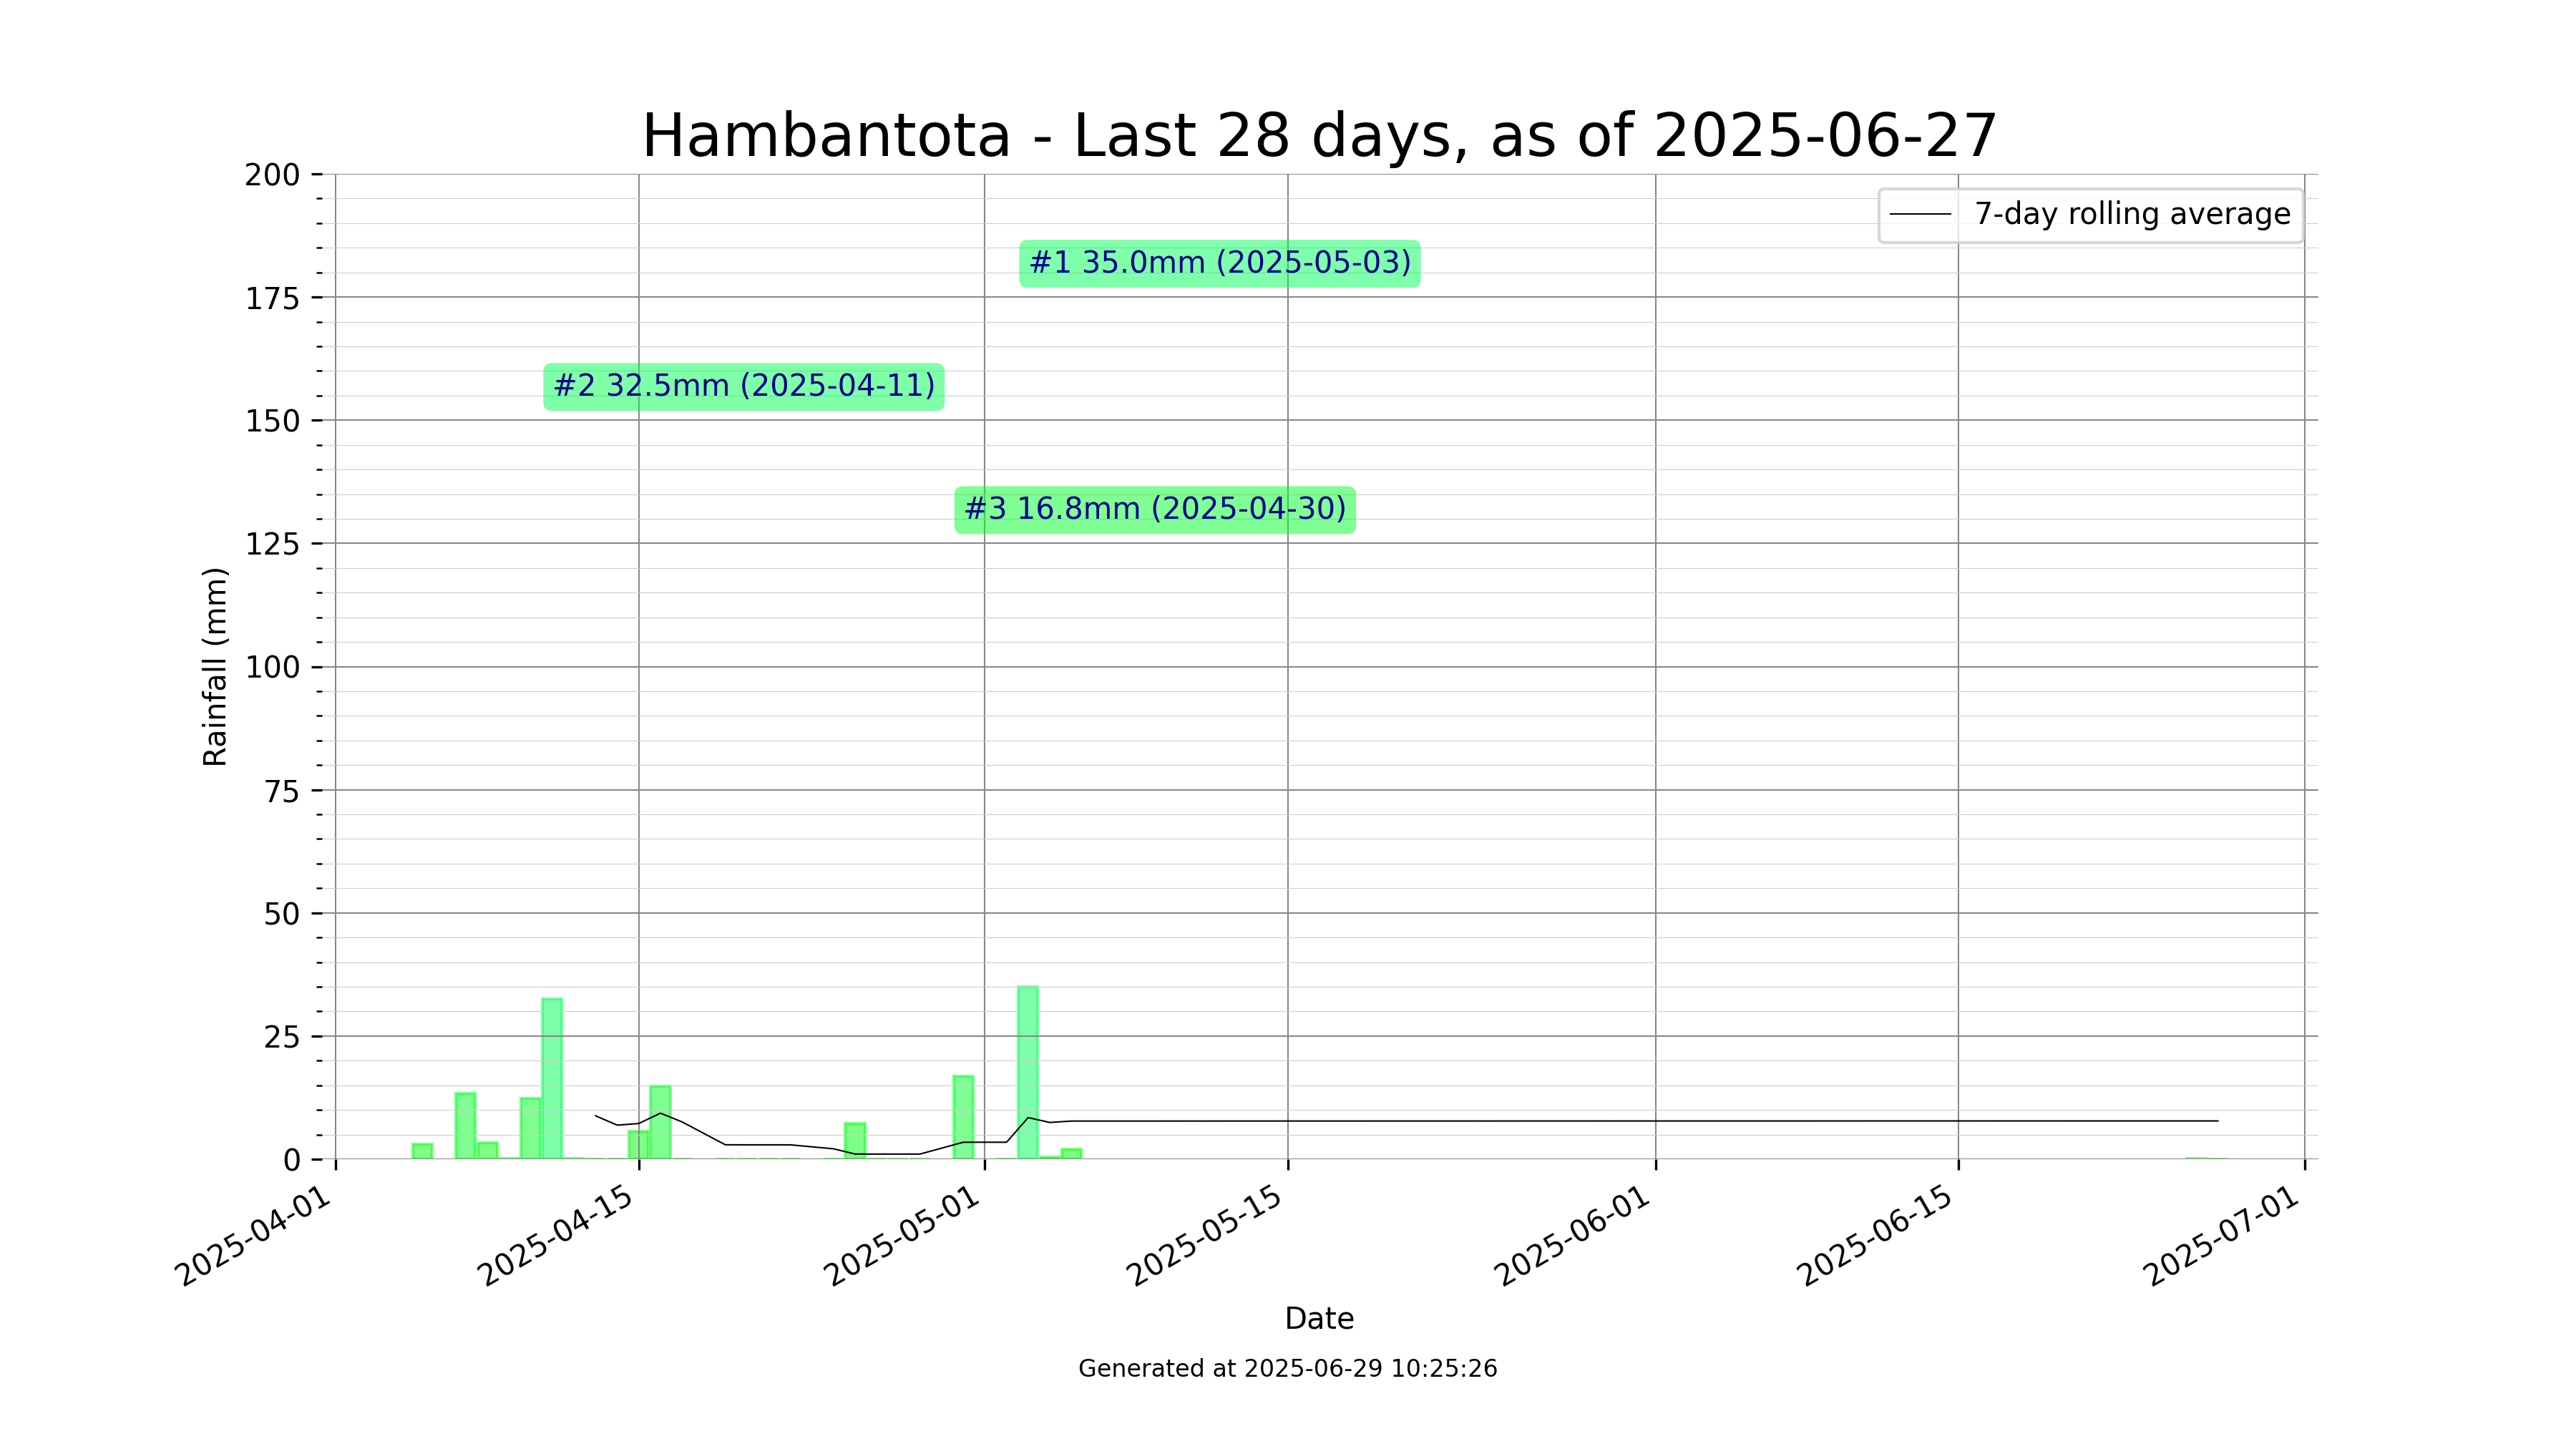 Hambantota - Last 28 days, as of 2025-06-27
7-day rolling average
#1 35.0mm (2025-05-03)
#2 32.5mm (2025-04-11)
#3 16.8mm (2025-04-30)
Rainfall (mm)
200
175
150
125
100
75
50
25
0
2025-04-01
2025-04-15
2025-05-01
2025-05-15
2025-06-01
2025-06-15
2025-07-01
Date
Generated at 2025-06-29 10:25:26